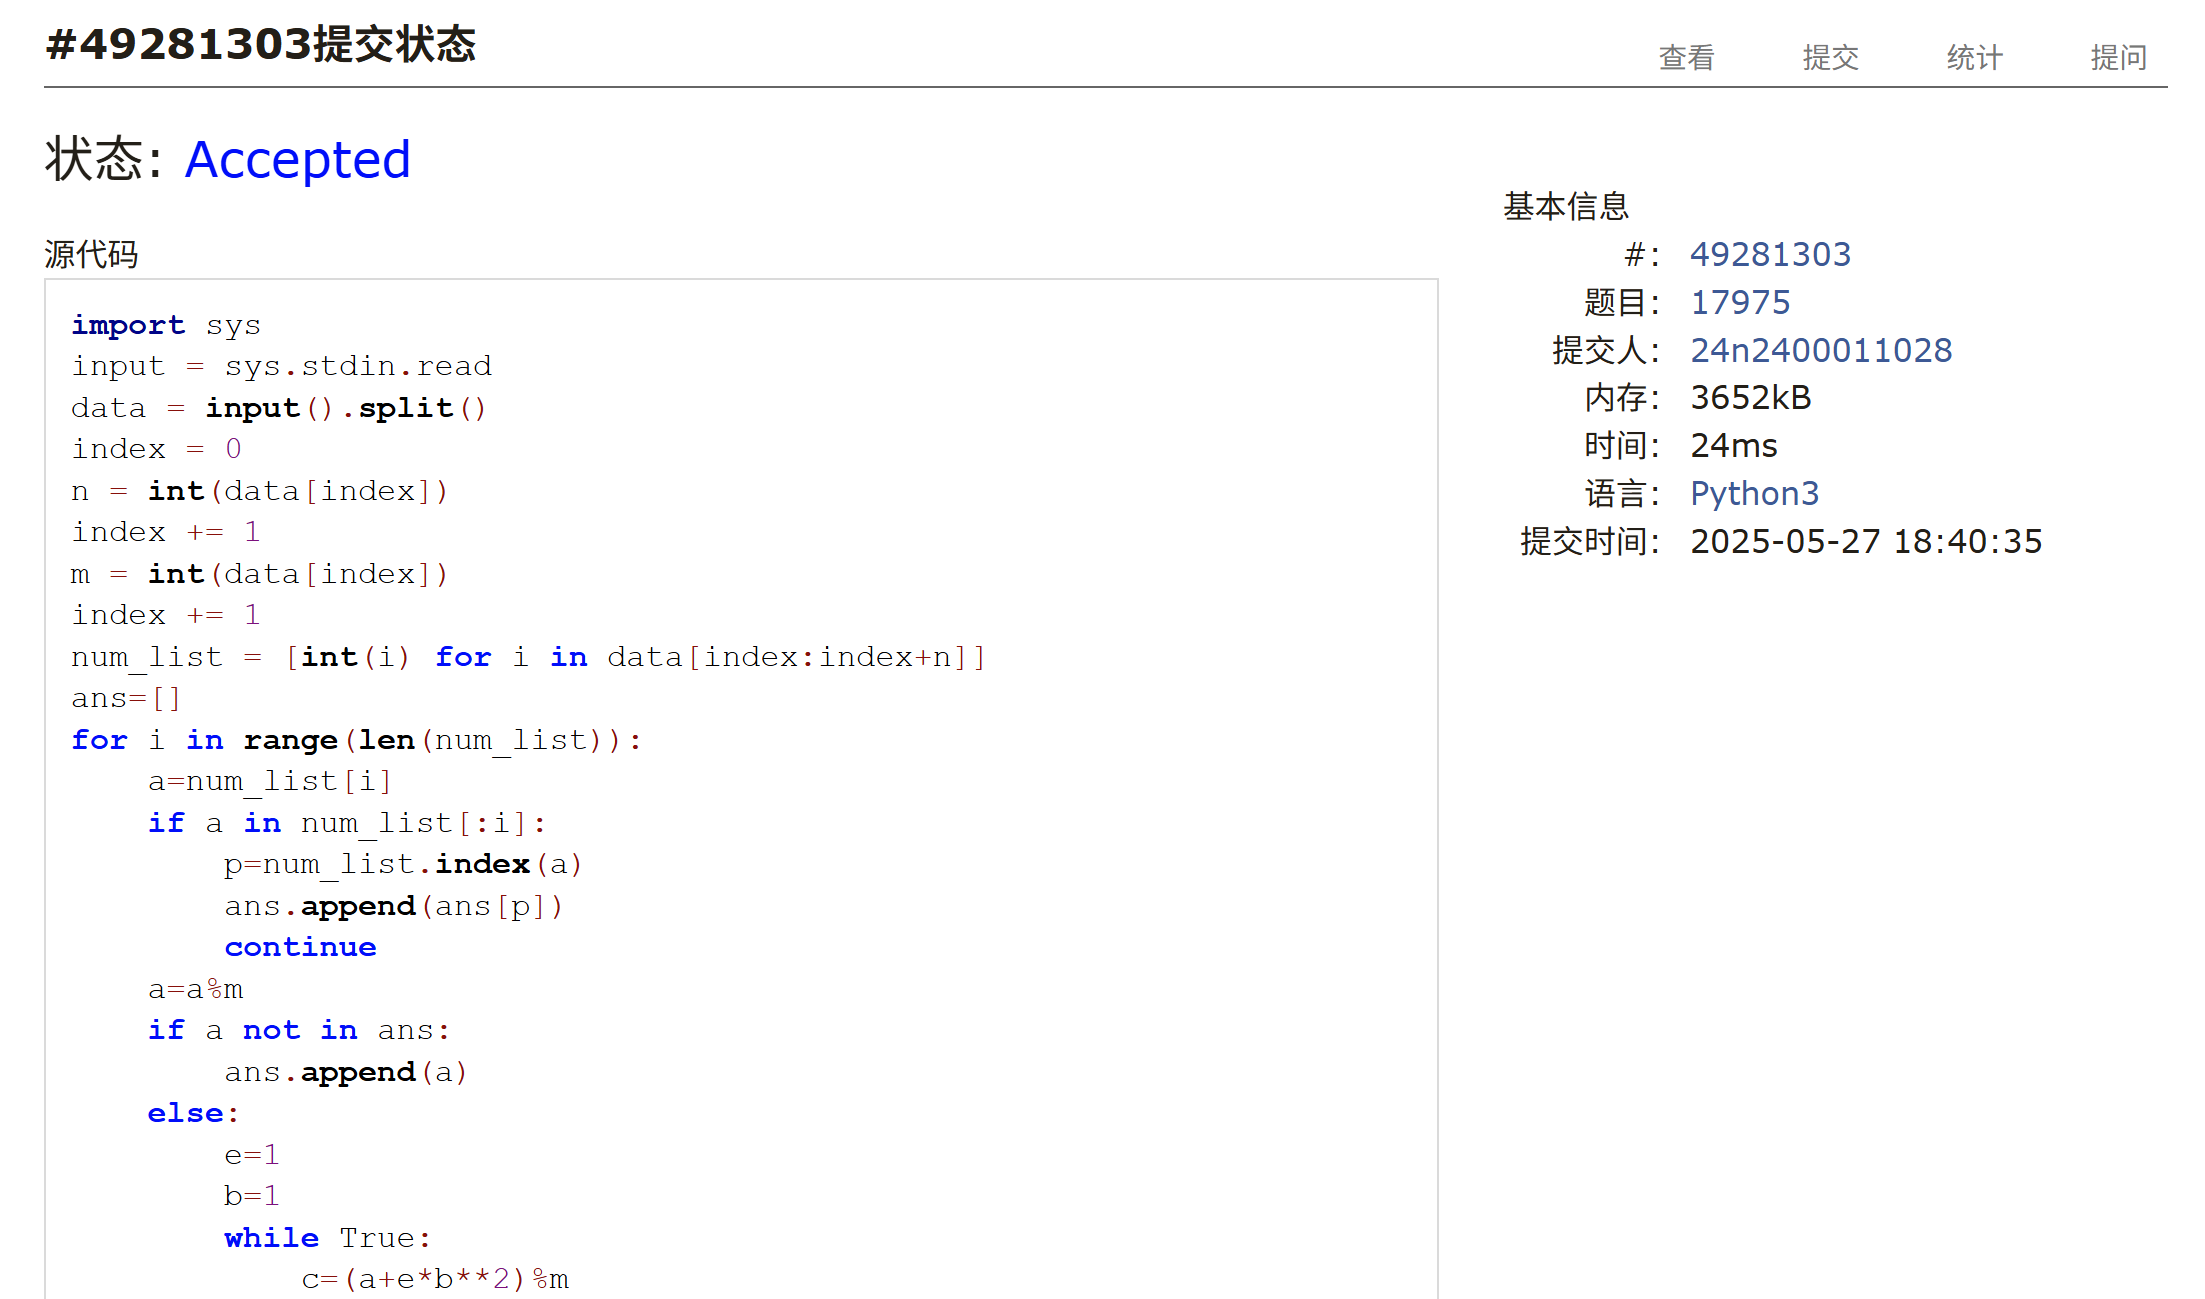 #49281303提交状态
查看 提交 统计 提问
状态: Accepted
源代码
import sys
input = sys.stdin.read
data = input().split()
index = 0
n = int(data[index])
index += 1
m = int(data[index])
index += 1
num_list = [int(i) for i in data[index:index+n]]
ans=[]
for i in range(len(num_list)):
    a=num_list[i]
    if a in num_list[:i]:
        p=num_list.index(a)
        ans.append(ans[p])
        continue
    a=a%m
    if a not in ans:
        ans.append(a)
    else:
        e=1
        b=1
        while True:
            c=(a+e*b**2)%m
基本信息
#: 49281303
题目: 17975
提交人: 24n2400011028
内存: 3652kB
时间: 24ms
语言: Python3
提交时间: 2025-05-27 18:40:35